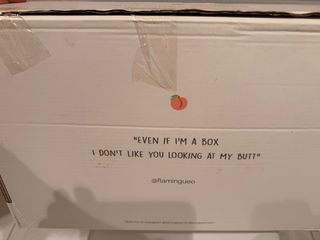 "EVEN IF I'M A BOX
I DON'T LIKE YOU LOOKING AT MY BUTT"
@flamingueo